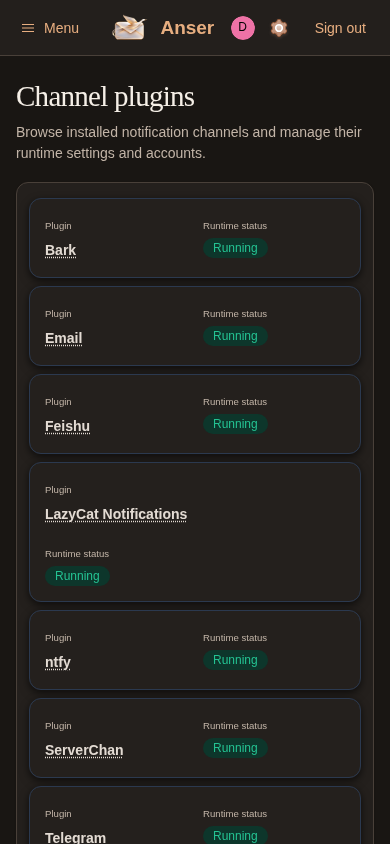 Menu
Anser
D
Sign out
Channel plugins
Browse installed notification channels and manage their
runtime settings and accounts.
Plugin
Runtime status
Bark
Running
Plugin
Runtime status
Email
Running
Plugin
Runtime status
Feishu
Running
Plugin
LazyCat Notifications
Runtime status
Running
Plugin
Runtime status
ntfy
Running
Plugin
Runtime status
ServerChan
Running
Plugin
Runtime status
Telegram
Running